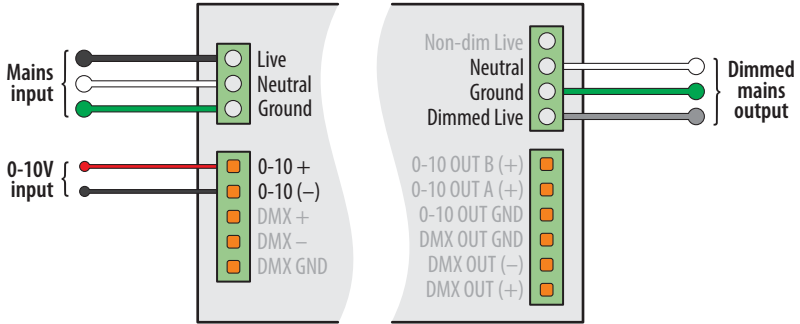 Mains
input
Live
Neutral
Ground
0-10V
input
0-10 +
0-10 (–)
DMX +
DMX –
DMX GND
Non-dim Live
Neutral
Ground
Dimmed Live
Dimmed
mains
output
0-10 OUT B (+)
0-10 OUT A (+)
0-10 OUT GND
DMX OUT GND
DMX OUT (–)
DMX OUT (+)